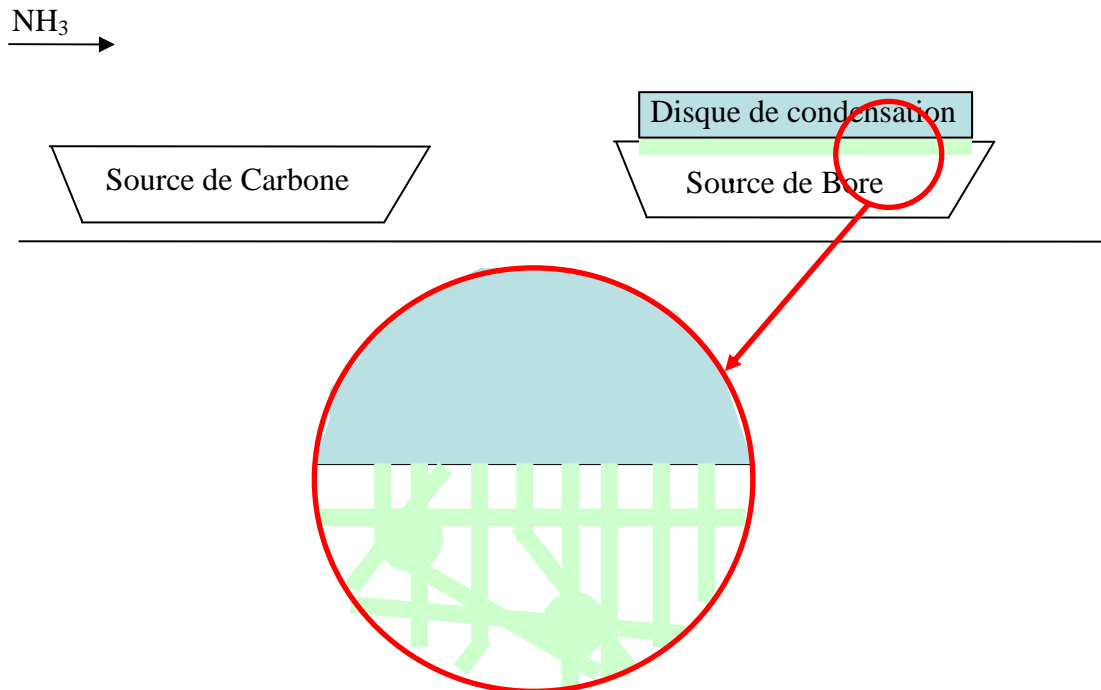 NH₃
Disque de condensation
Source de Carbone
Source de Bore